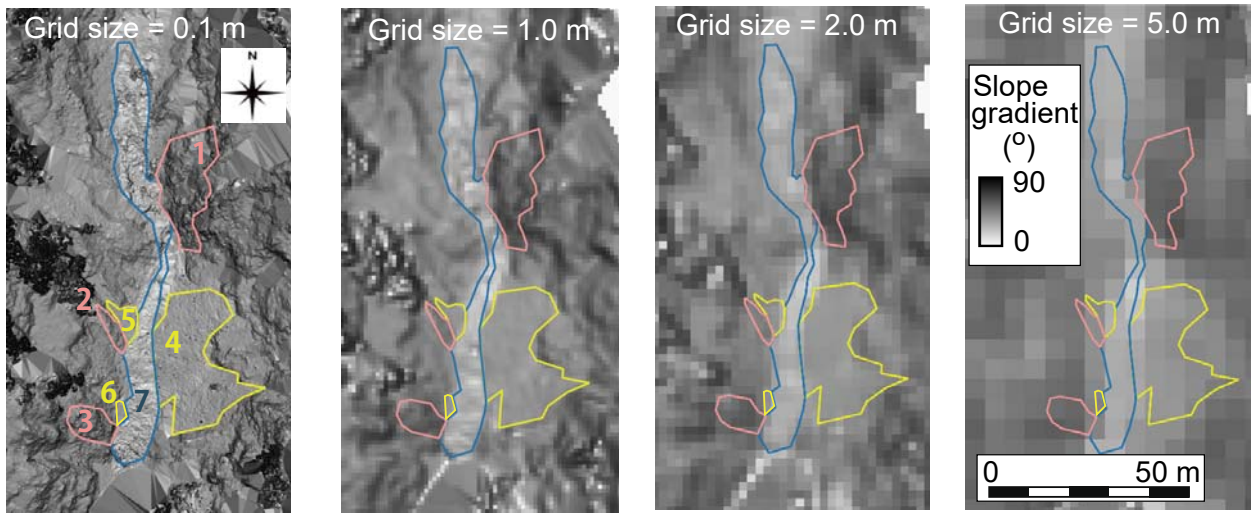 Grid size = 0.1 m
Grid size = 1.0 m
Grid size = 2.0 m
Grid size = 5.0 m
N
1
2
5
4
6
7
3
Slope
gradient
(º)
90
0
0 50 m